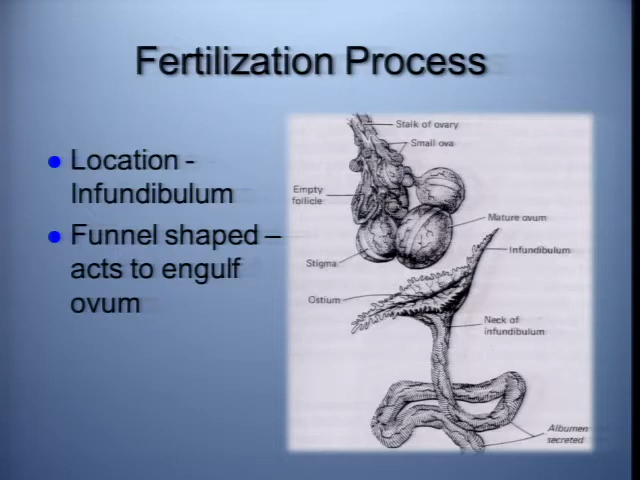 Fertilization Process
Location -
Infundibulum
Funnel shaped –
acts to engulf
ovum
Stalk of ovary
Small ova
Empty
follicle
Mature ovum
Infundibulum
Stigma
Ostium
Neck of
infundibulum
Albumen
secreted